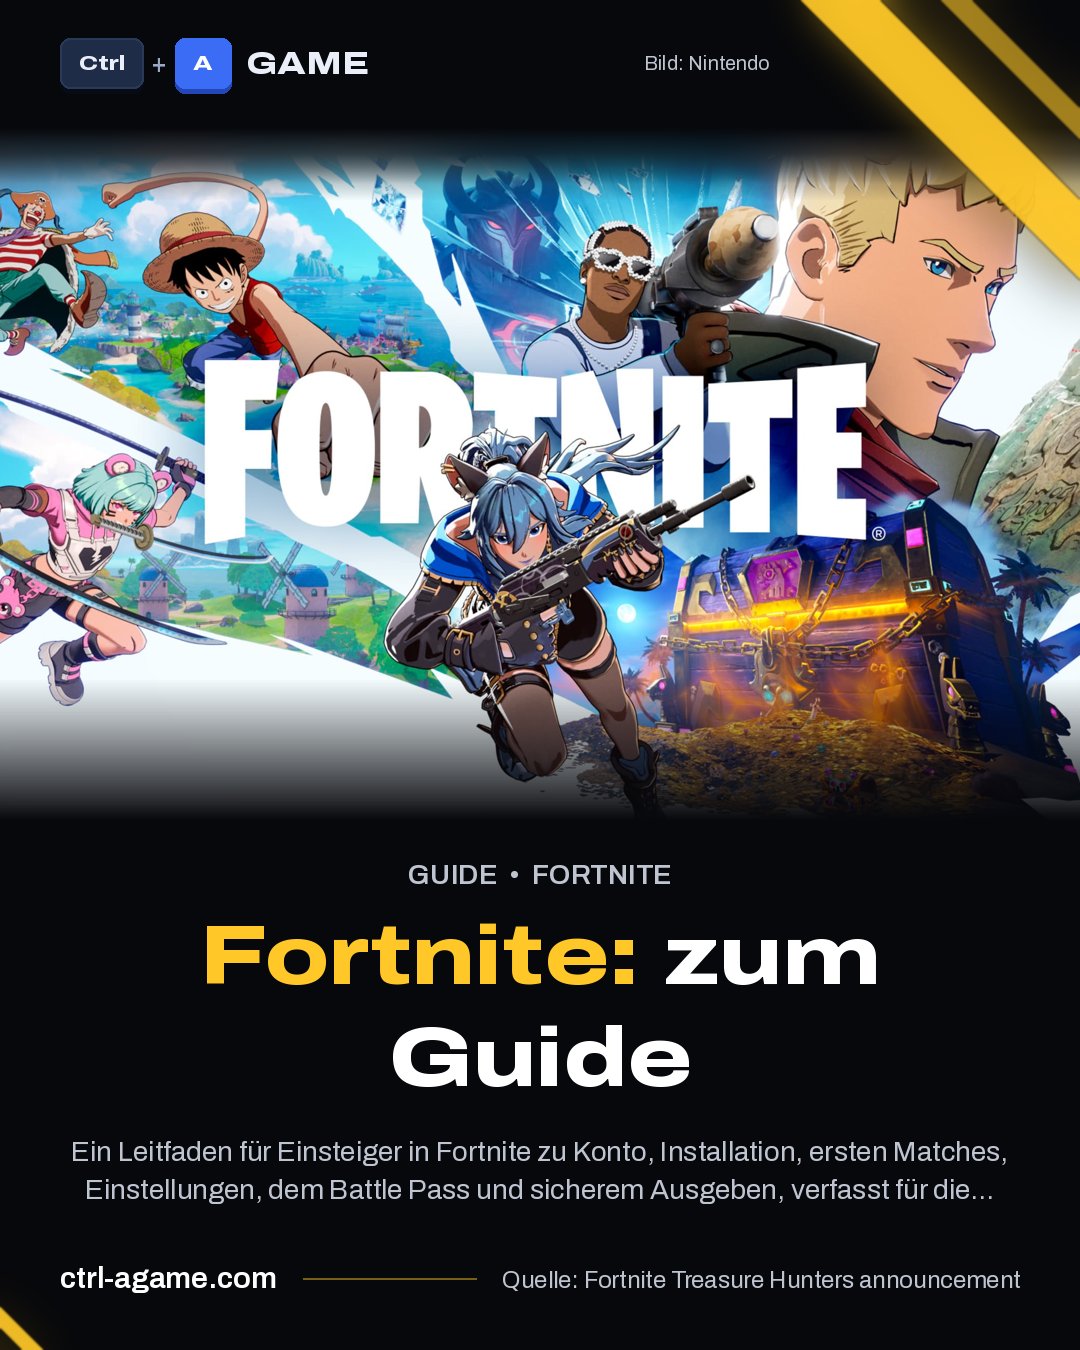 Ctrl + A GAME
Bild: Nintendo
FORTNITE
®
GUIDE • FORTNITE
Fortnite: zum
Guide
Ein Leitfaden für Einsteiger in Fortnite zu Konto, Installation, ersten Matches,
Einstellungen, dem Battle Pass und sicherem Ausgeben, verfasst für die...
ctrl-agame.com
Quelle: Fortnite Treasure Hunters announcement